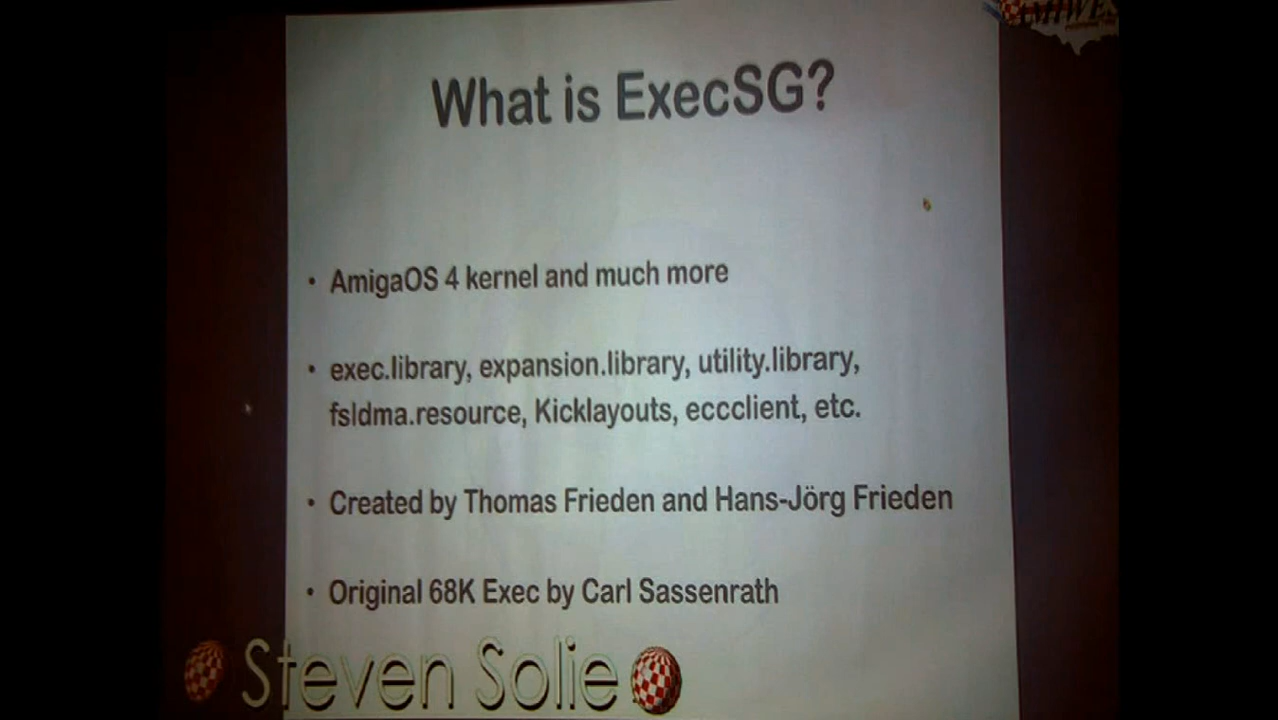 AMIWEST
What is ExecSG?
• AmigaOS 4 kernel and much more
• exec.library, expansion.library, utility.library,
fsldma.resource, Kicklayouts, eccclient, etc.
• Created by Thomas Frieden and Hans-Jörg Frieden
• Original 68K Exec by Carl Sassenrath
Steven Solie